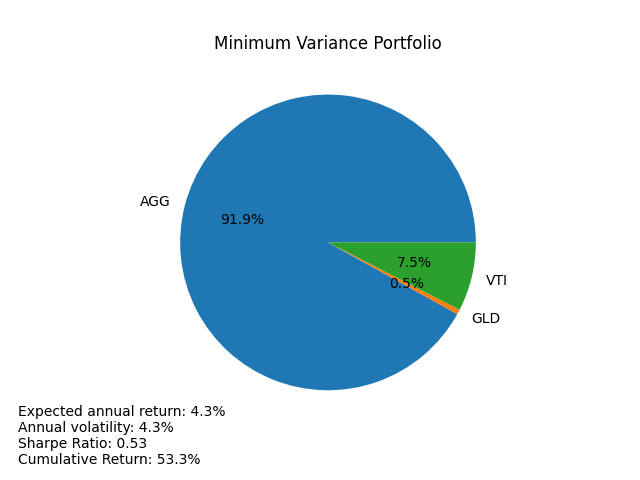 Minimum Variance Portfolio
AGG
91.9%
7.5%
VTI
0.5%
GLD
Expected annual return: 4.3%
Annual volatility: 4.3%
Sharpe Ratio: 0.53
Cumulative Return: 53.3%